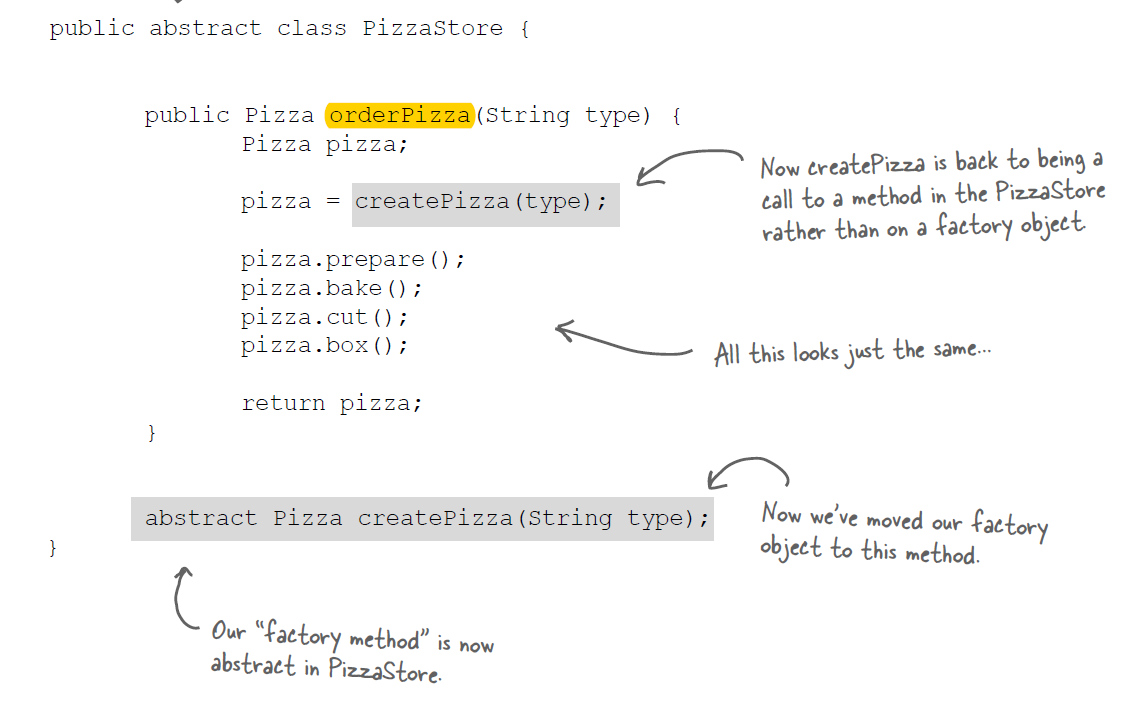 public abstract class PizzaStore {
public Pizza orderPizza(String type) {
Pizza pizza;
pizza = createPizza(type);
Now createPizza is back to being a
call to a method in the PizzaStore
rather than on a factory object.
pizza.prepare();
pizza.bake();
pizza.cut();
pizza.box();
All this looks just the same...
return pizza;
}
abstract Pizza createPizza(String type);
Now we've moved our factory
object to this method.
}
Our "factory method" is now
abstract in PizzaStore.